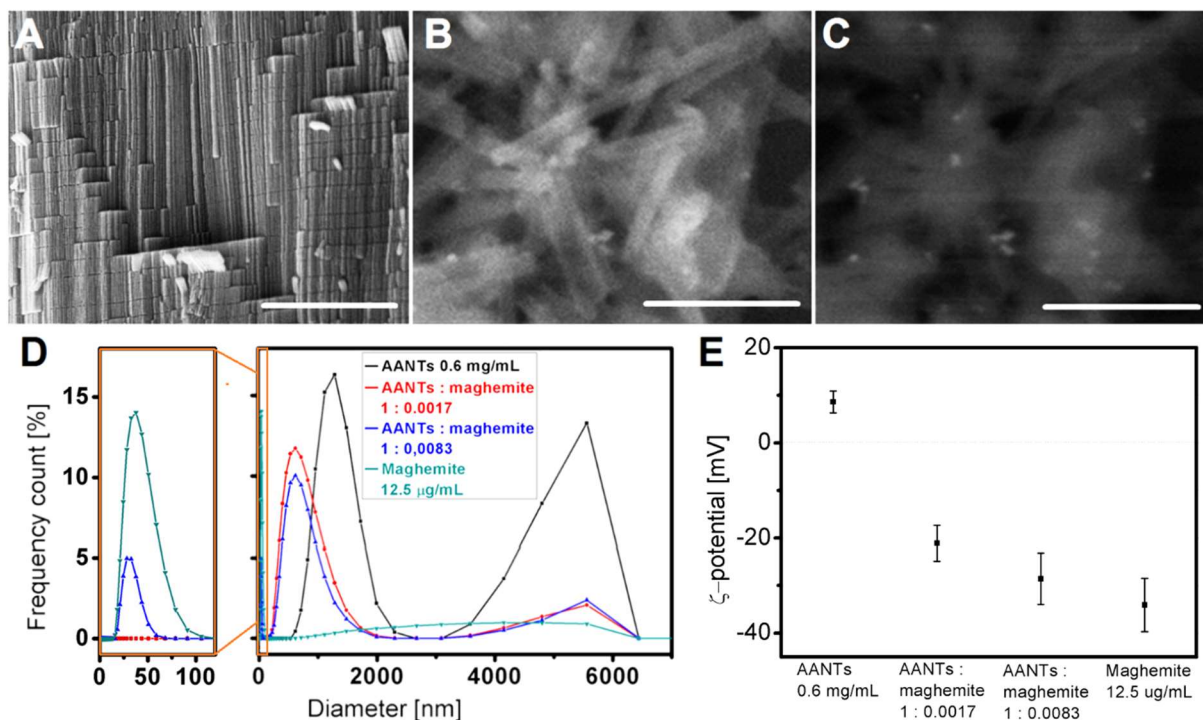 A
B
C
D
Frequency count [%]
15
10
5
0
0
50
100
0
2000
4000
6000
Diameter [nm]
AANTs 0.6 mg/mL
AANTs : maghemite
1 : 0.0017
AANTs : maghemite
1 : 0,0083
Maghemite
12.5 µg/mL
E
ζ-potential [mV]
20
0
-20
-40
AANTs
0.6 mg/mL
AANTs :
maghemite
1 : 0.0017
AANTs :
maghemite
1 : 0.0083
Maghemite
12.5 ug/mL